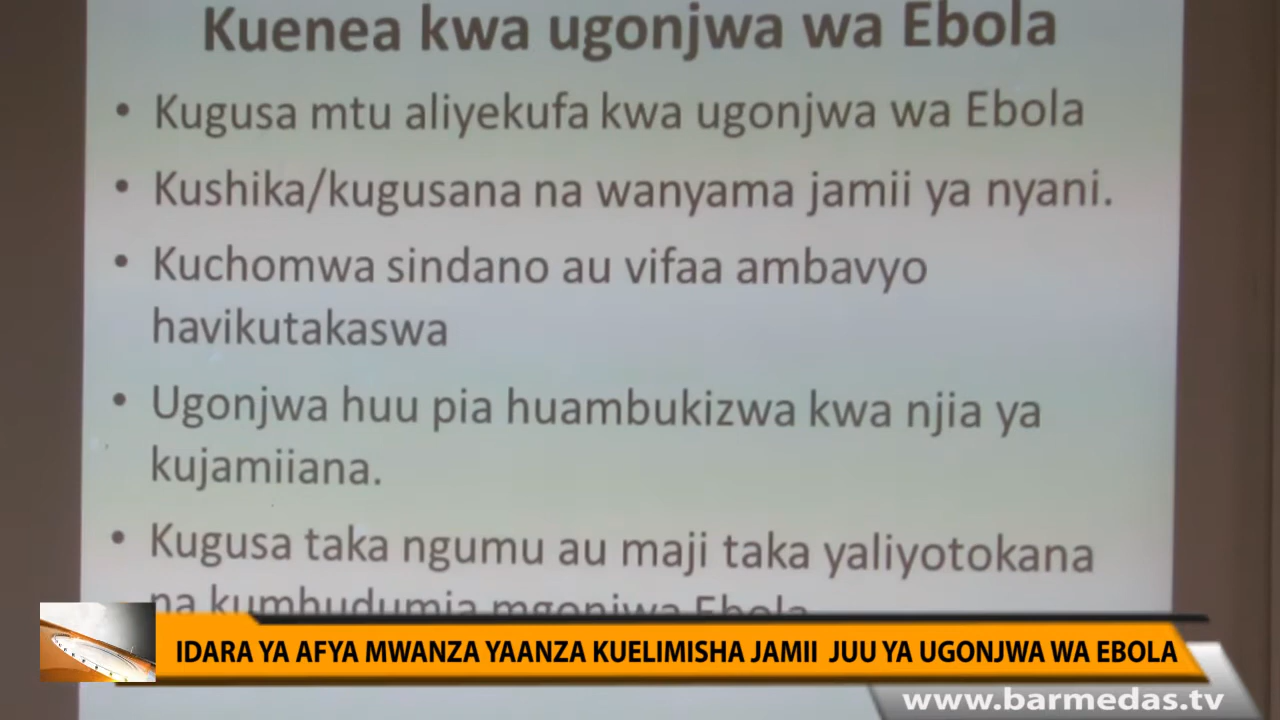 Kuenea kwa ugonjwa wa Ebola
• Kugusa mtu aliyekufa kwa ugonjwa wa Ebola
• Kushika/kugusana na wanyama jamii ya nyani.
• Kuchomwa sindano au vifaa ambavyo
havikutakaswa
• Ugonjwa huu pia huambukizwa kwa njia ya
kujamiiana.
• Kugusa taka ngumu au maji taka yaliyotokana
na kumhudumia mgonjwa Ebola
IDARA YA AFYA MWANZA YAANZA KUELIMISHA JAMII JUU YA UGONJWA WA EBOLA
www.barmedas.tv